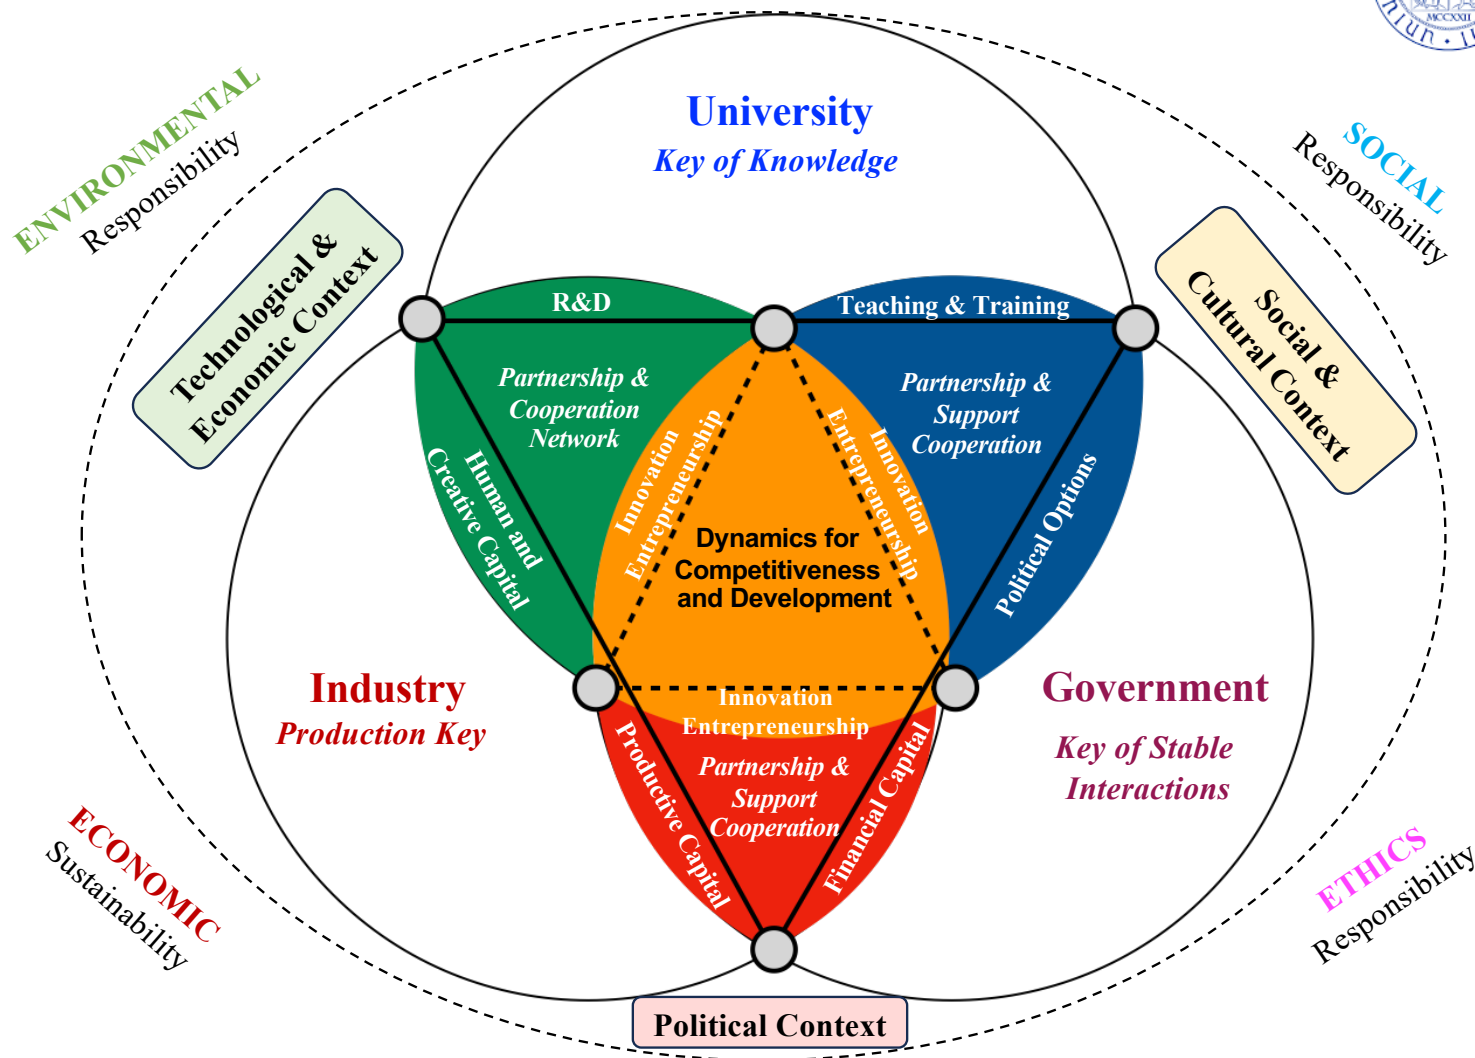 MCCXXII
University
Key of Knowledge
ENVIRONMENTAL
Responsibility
SOCIAL
Responsibility
Technological &
Economic Context
Social &
Cultural Context
R&D
Teaching & Training
Partnership &
Cooperation
Network
Partnership &
Support
Cooperation
Human and
Creative Capital
Innovation
Entrepreneurship
Innovation
Entrepreneurship
Political Options
Dynamics for
Competitiveness
and Development
Industry
Production Key
Government
Key of Stable
Interactions
Innovation
Entrepreneurship
Partnership &
Support
Cooperation
Productive Capital
Financial Capital
ECONOMIC
Sustainability
ETHICS
Responsibility
Political Context